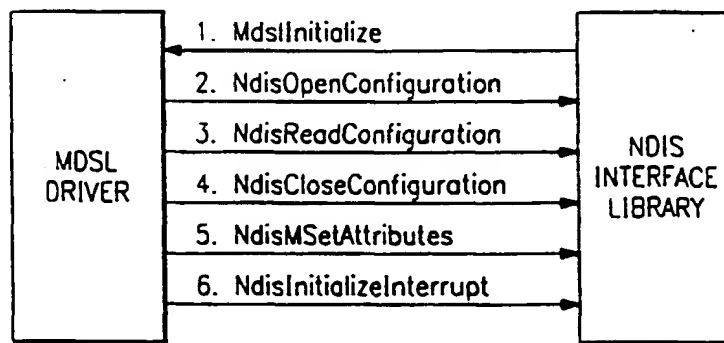 1. MdslInitialize
2. NdisOpenConfiguration
3. NdisReadConfiguration
4. NdisCloseConfiguration
5. NdisMSetAttributes
6. NdisInitializeInterrupt
MDSL
DRIVER
NDIS
INTERFACE
LIBRARY